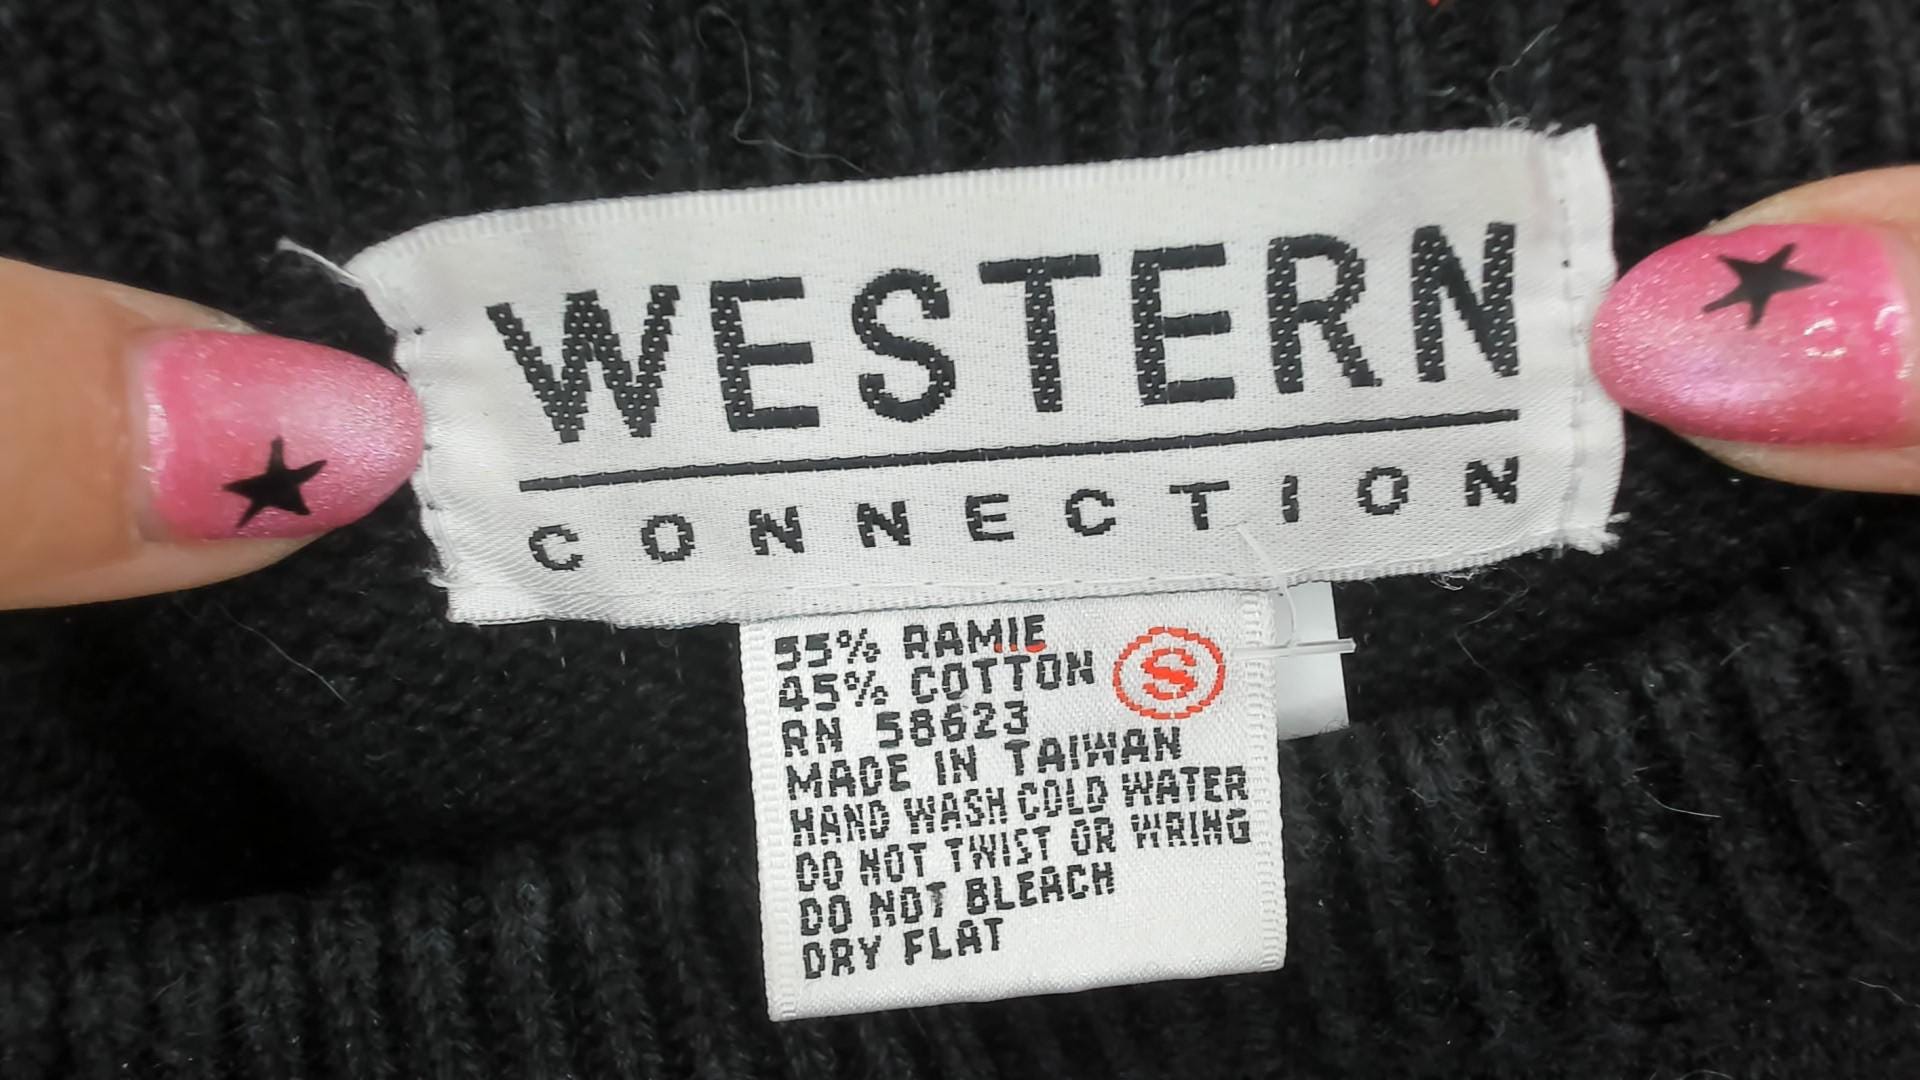 WESTERN
CONNECTION
55% RAMIE
45% COTTON
S
RN 58623
MADE IN TAIWAN
HAND WASH COLD WATER
DO NOT TWIST OR WRING
DO NOT BLEACH
DRY FLAT